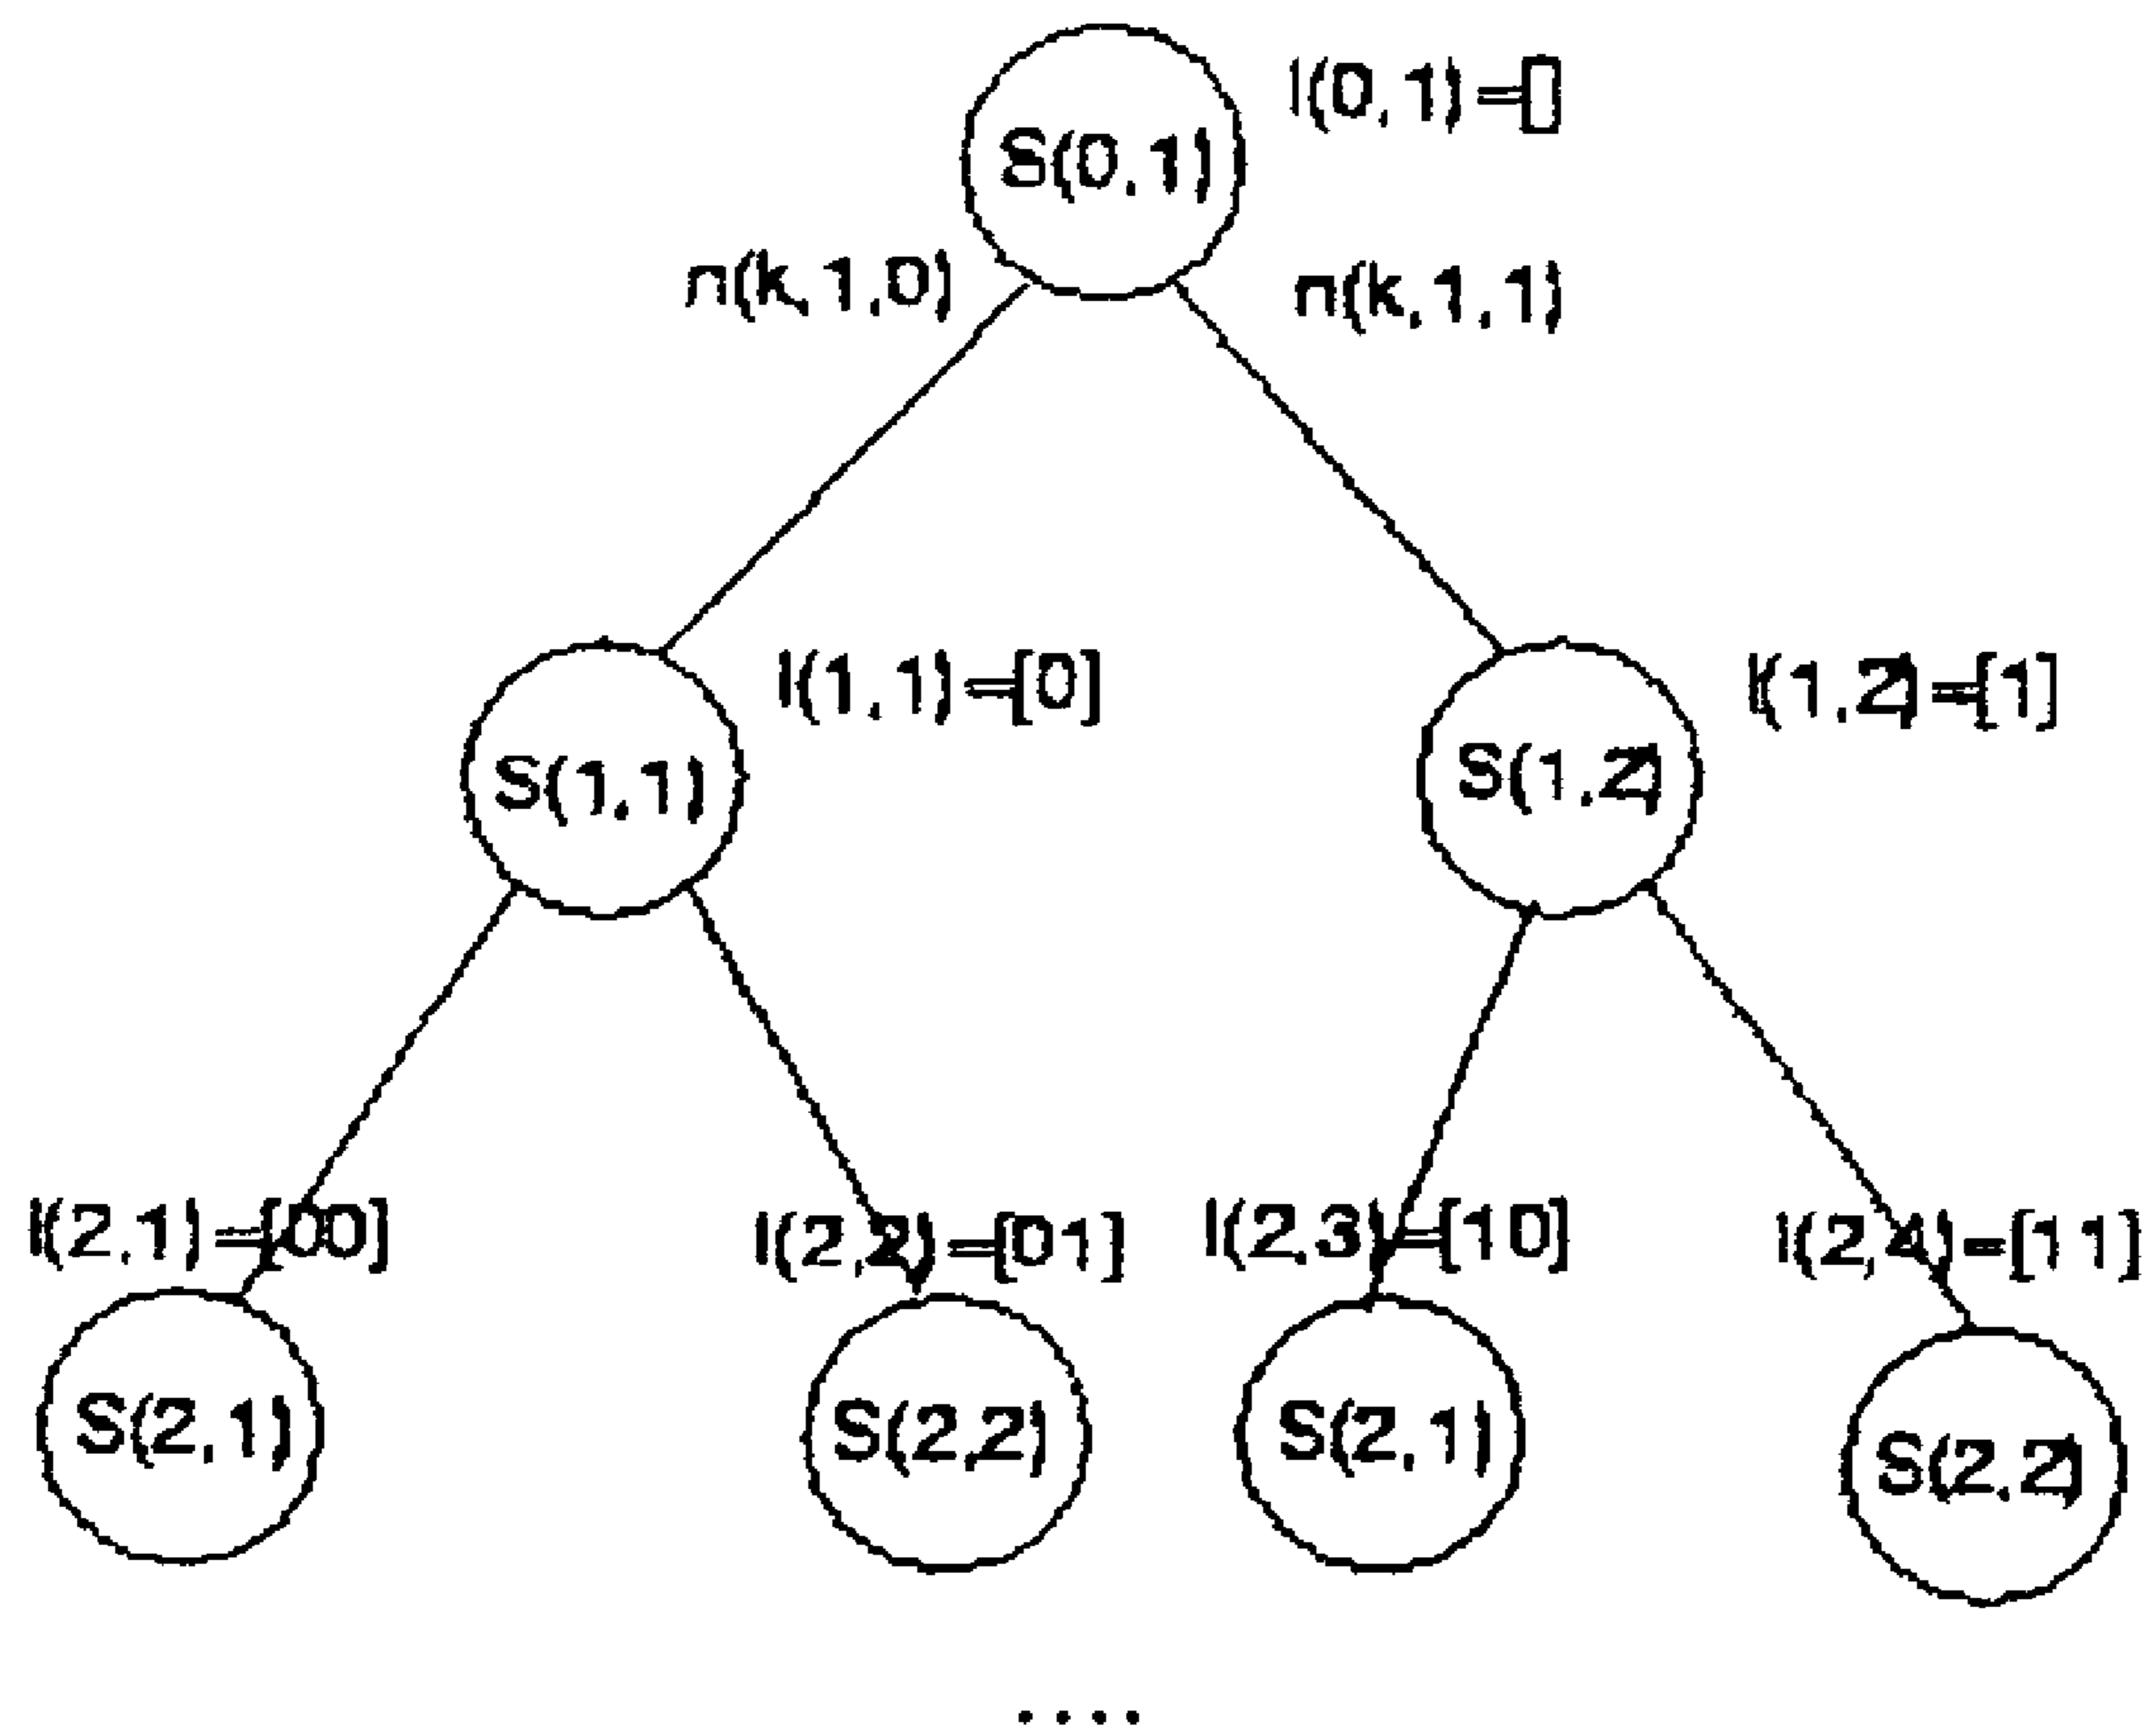 l(0,1)=[]
S(0,1)
n(k,1,0) n(k,1,1)
l(1,1)=[0] l(1,2)=[1]
S(1,1) S(1,2)
l(2,1)=[00] l(2,2)=[01] l(2,3)=[10] l(2,4)=[11]
S(2,1) S(2,2) S(2,1) S(2,2)
....